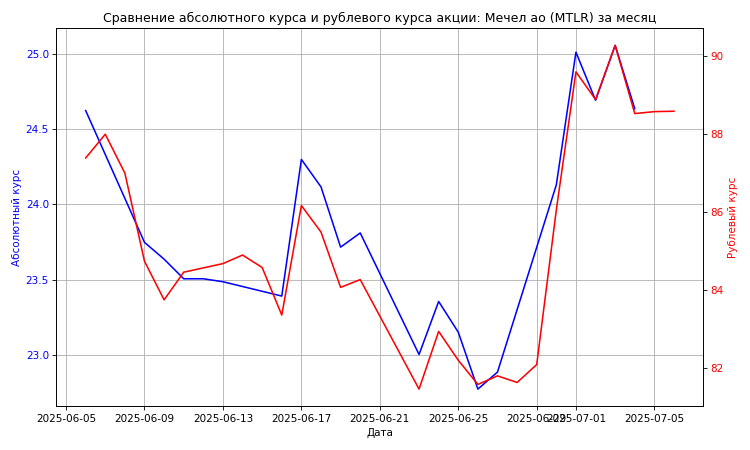 Сравнение абсолютного курса и рублевого курса акции: Мечел ао (MTLR) за месяц
25.0
24.5
24.0
23.5
23.0
Абсолютный курс
90
88
86
84
82
Рублевый курс
2025-06-05 2025-06-09 2025-06-13 2025-06-17 2025-06-21 2025-06-25 2025-06-29 2025-07-01 2025-07-05
Дата